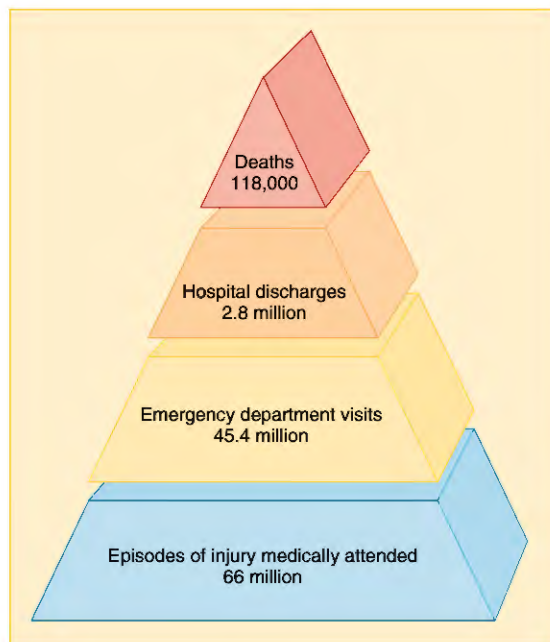 Deaths
118,000
Hospital discharges
2.8 million
Emergency department visits
45.4 million
Episodes of injury medically attended
66 million